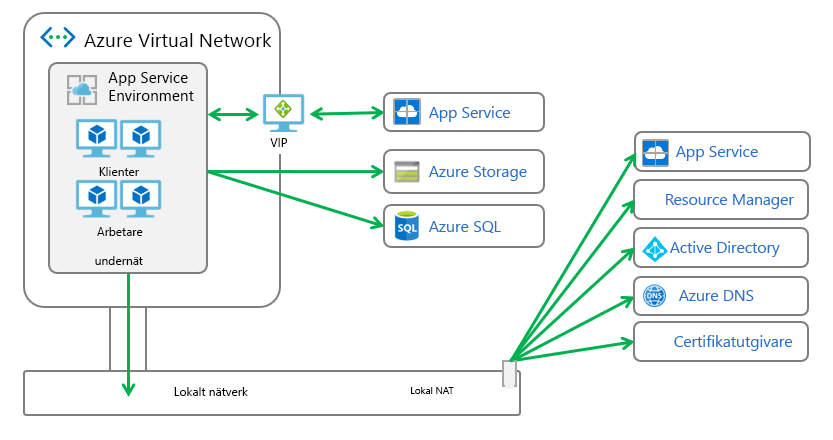 Azure Virtual Network
App Service
Environment
Klienter
Arbetare
undernät
VIP
App Service
Azure Storage
SQL
Azure SQL
App Service
Resource Manager
Active Directory
DNS
Azure DNS
Certifikatutgivare
Lokalt nätverk
Lokal NAT